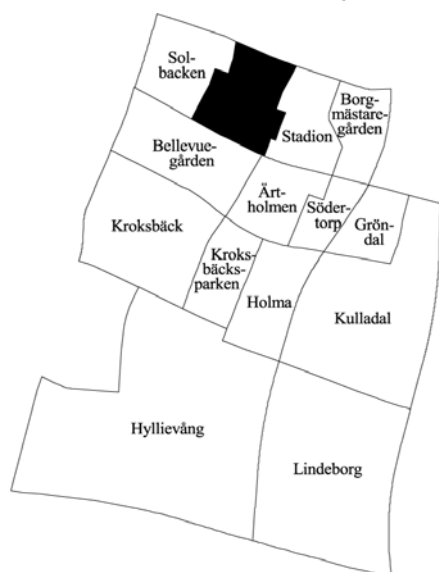 Sol-
backen
Borg-
mästare-
gården
Stadion
Bellevue-
gården
Ärt-
holmen
Söder-
torp
Grön-
dal
Kroksbäck
Kroks-
bäcks-
parken
Holma
Kulladal
Hyllievång
Lindeborg